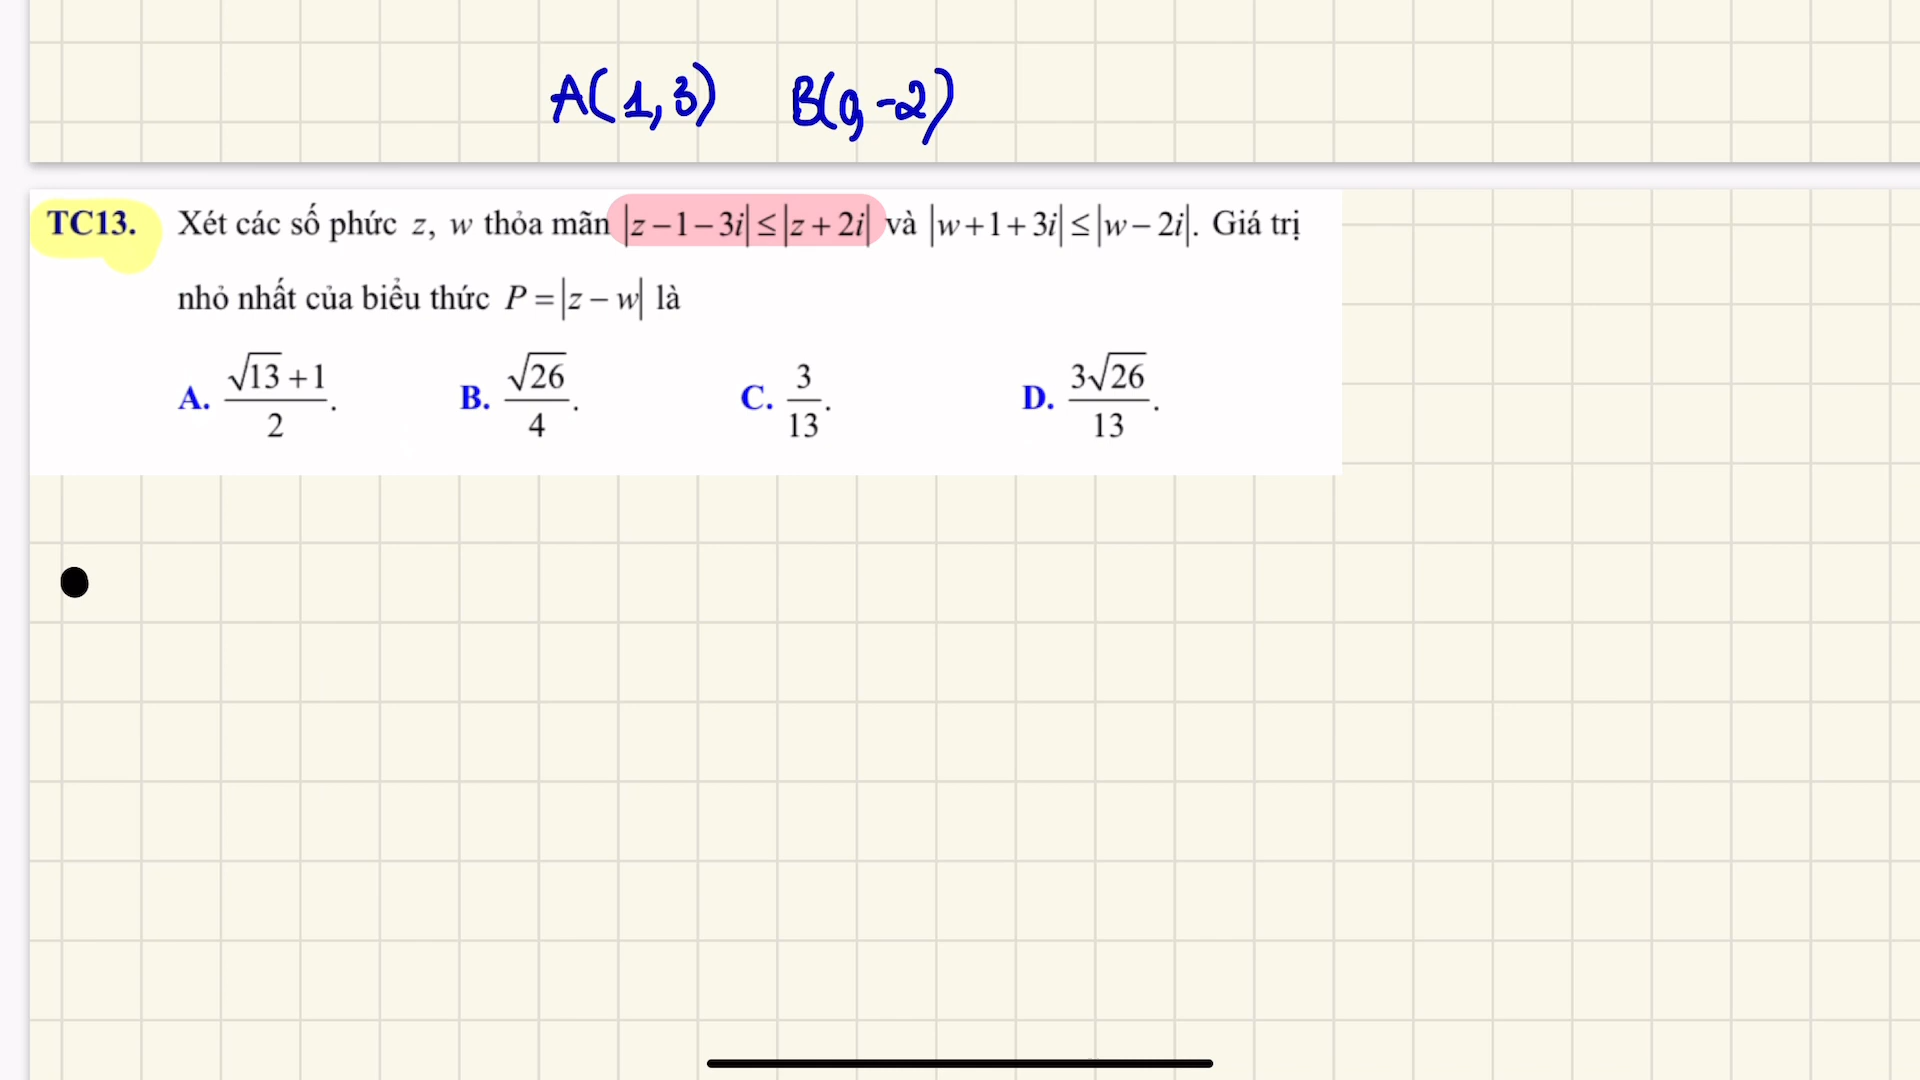 A(1,3) B(0,-2)
TC13. Xét các số phức z, w thỏa mãn |z−1−3i|≤|z+2i| và |w+1+3i|≤|w−2i|. Giá trị
nhỏ nhất của biểu thức P=|z−w| là
A. (√13+1)/2. B. √26/4. C. 3/13. D. 3√26/13.